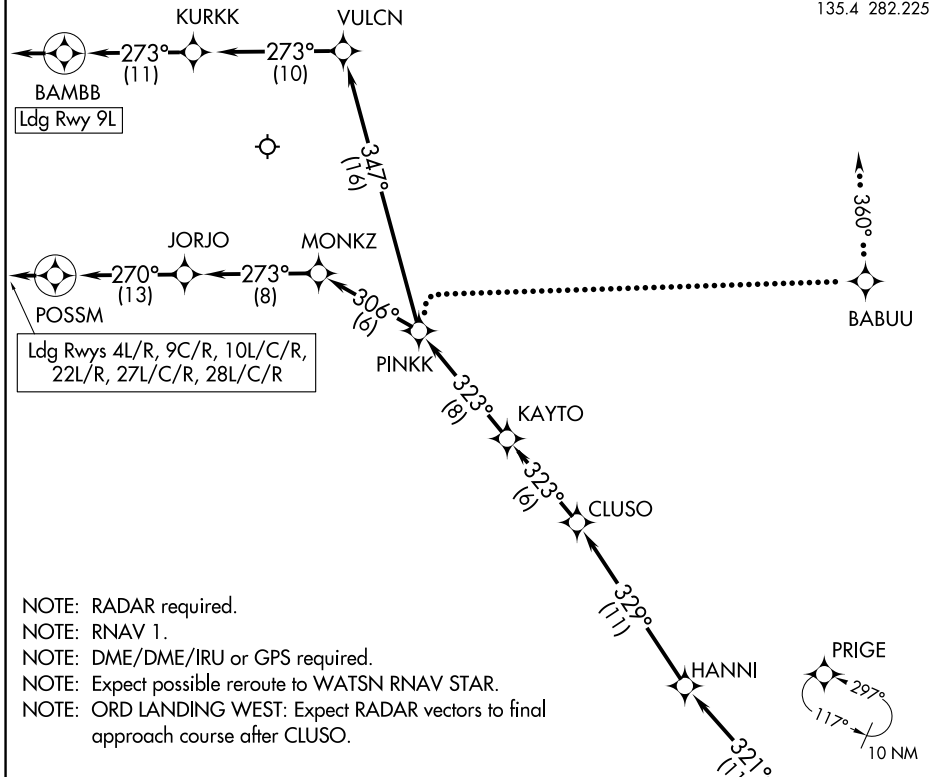 135.4 282.225
KURKK
VULCN
273°
(11)
273°
(10)
BAMBB
Ldg Rwy 9L
347°
(16)
360°
JORJO
MONKZ
270°
(13)
273°
(8)
306°
(6)
POSSM
BABUU
Ldg Rwys 4L/R, 9C/R, 10L/C/R,
22L/R, 27L/C/R, 28L/C/R
PINKK
323°
(8)
KAYTO
323°
(6)
CLUSO
329°
(11)
NOTE: RADAR required.
NOTE: RNAV 1.
NOTE: DME/DME/IRU or GPS required.
NOTE: Expect possible reroute to WATSN RNAV STAR.
NOTE: ORD LANDING WEST: Expect RADAR vectors to final
approach course after CLUSO.
HANNI
PRIGE
297°
117°
10 NM
321°